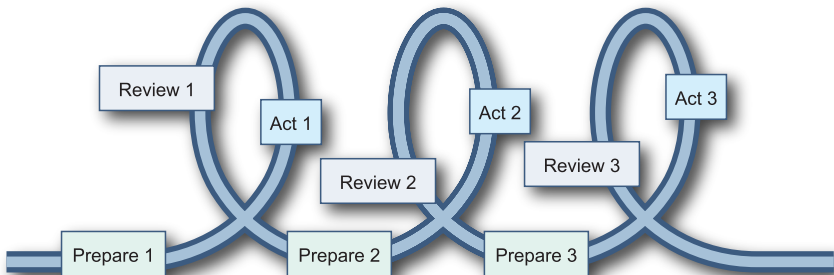 Review 1
Act 1
Act 2
Act 3
Review 2
Review 3
Prepare 1
Prepare 2
Prepare 3